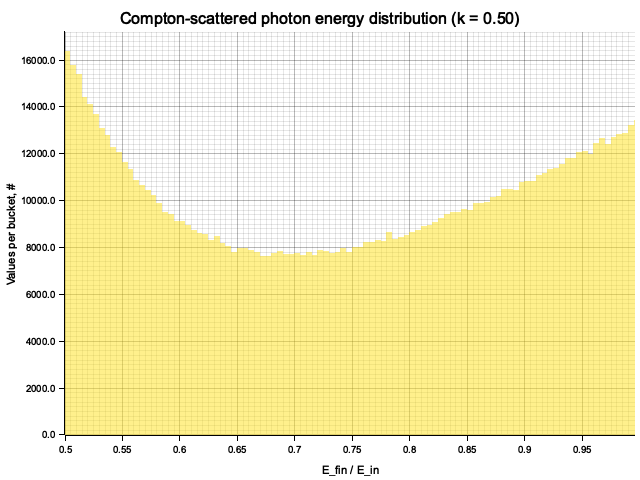 Compton-scattered photon energy distribution (k = 0.50)
Values per bucket, #
16000.0
14000.0
12000.0
10000.0
8000.0
6000.0
4000.0
2000.0
0.0
0.5 0.55 0.6 0.65 0.7 0.75 0.8 0.85 0.9 0.95
E_fin / E_in